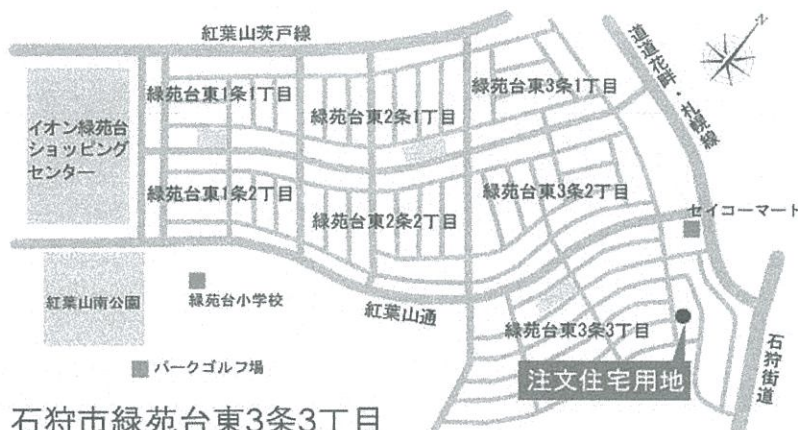 紅葉山茨戸線
N
道道花畔・札幌線
緑苑台東1条1丁目
緑苑台東2条1丁目
緑苑台東3条1丁目
イオン緑苑台
ショッピング
センター
緑苑台東1条2丁目
緑苑台東2条2丁目
緑苑台東3条2丁目
セイコーマート
紅葉山南公園
緑苑台小学校
紅葉山通
緑苑台東3条3丁目
パークゴルフ場
注文住宅用地
石狩街道
石狩市緑苑台東3条3丁目